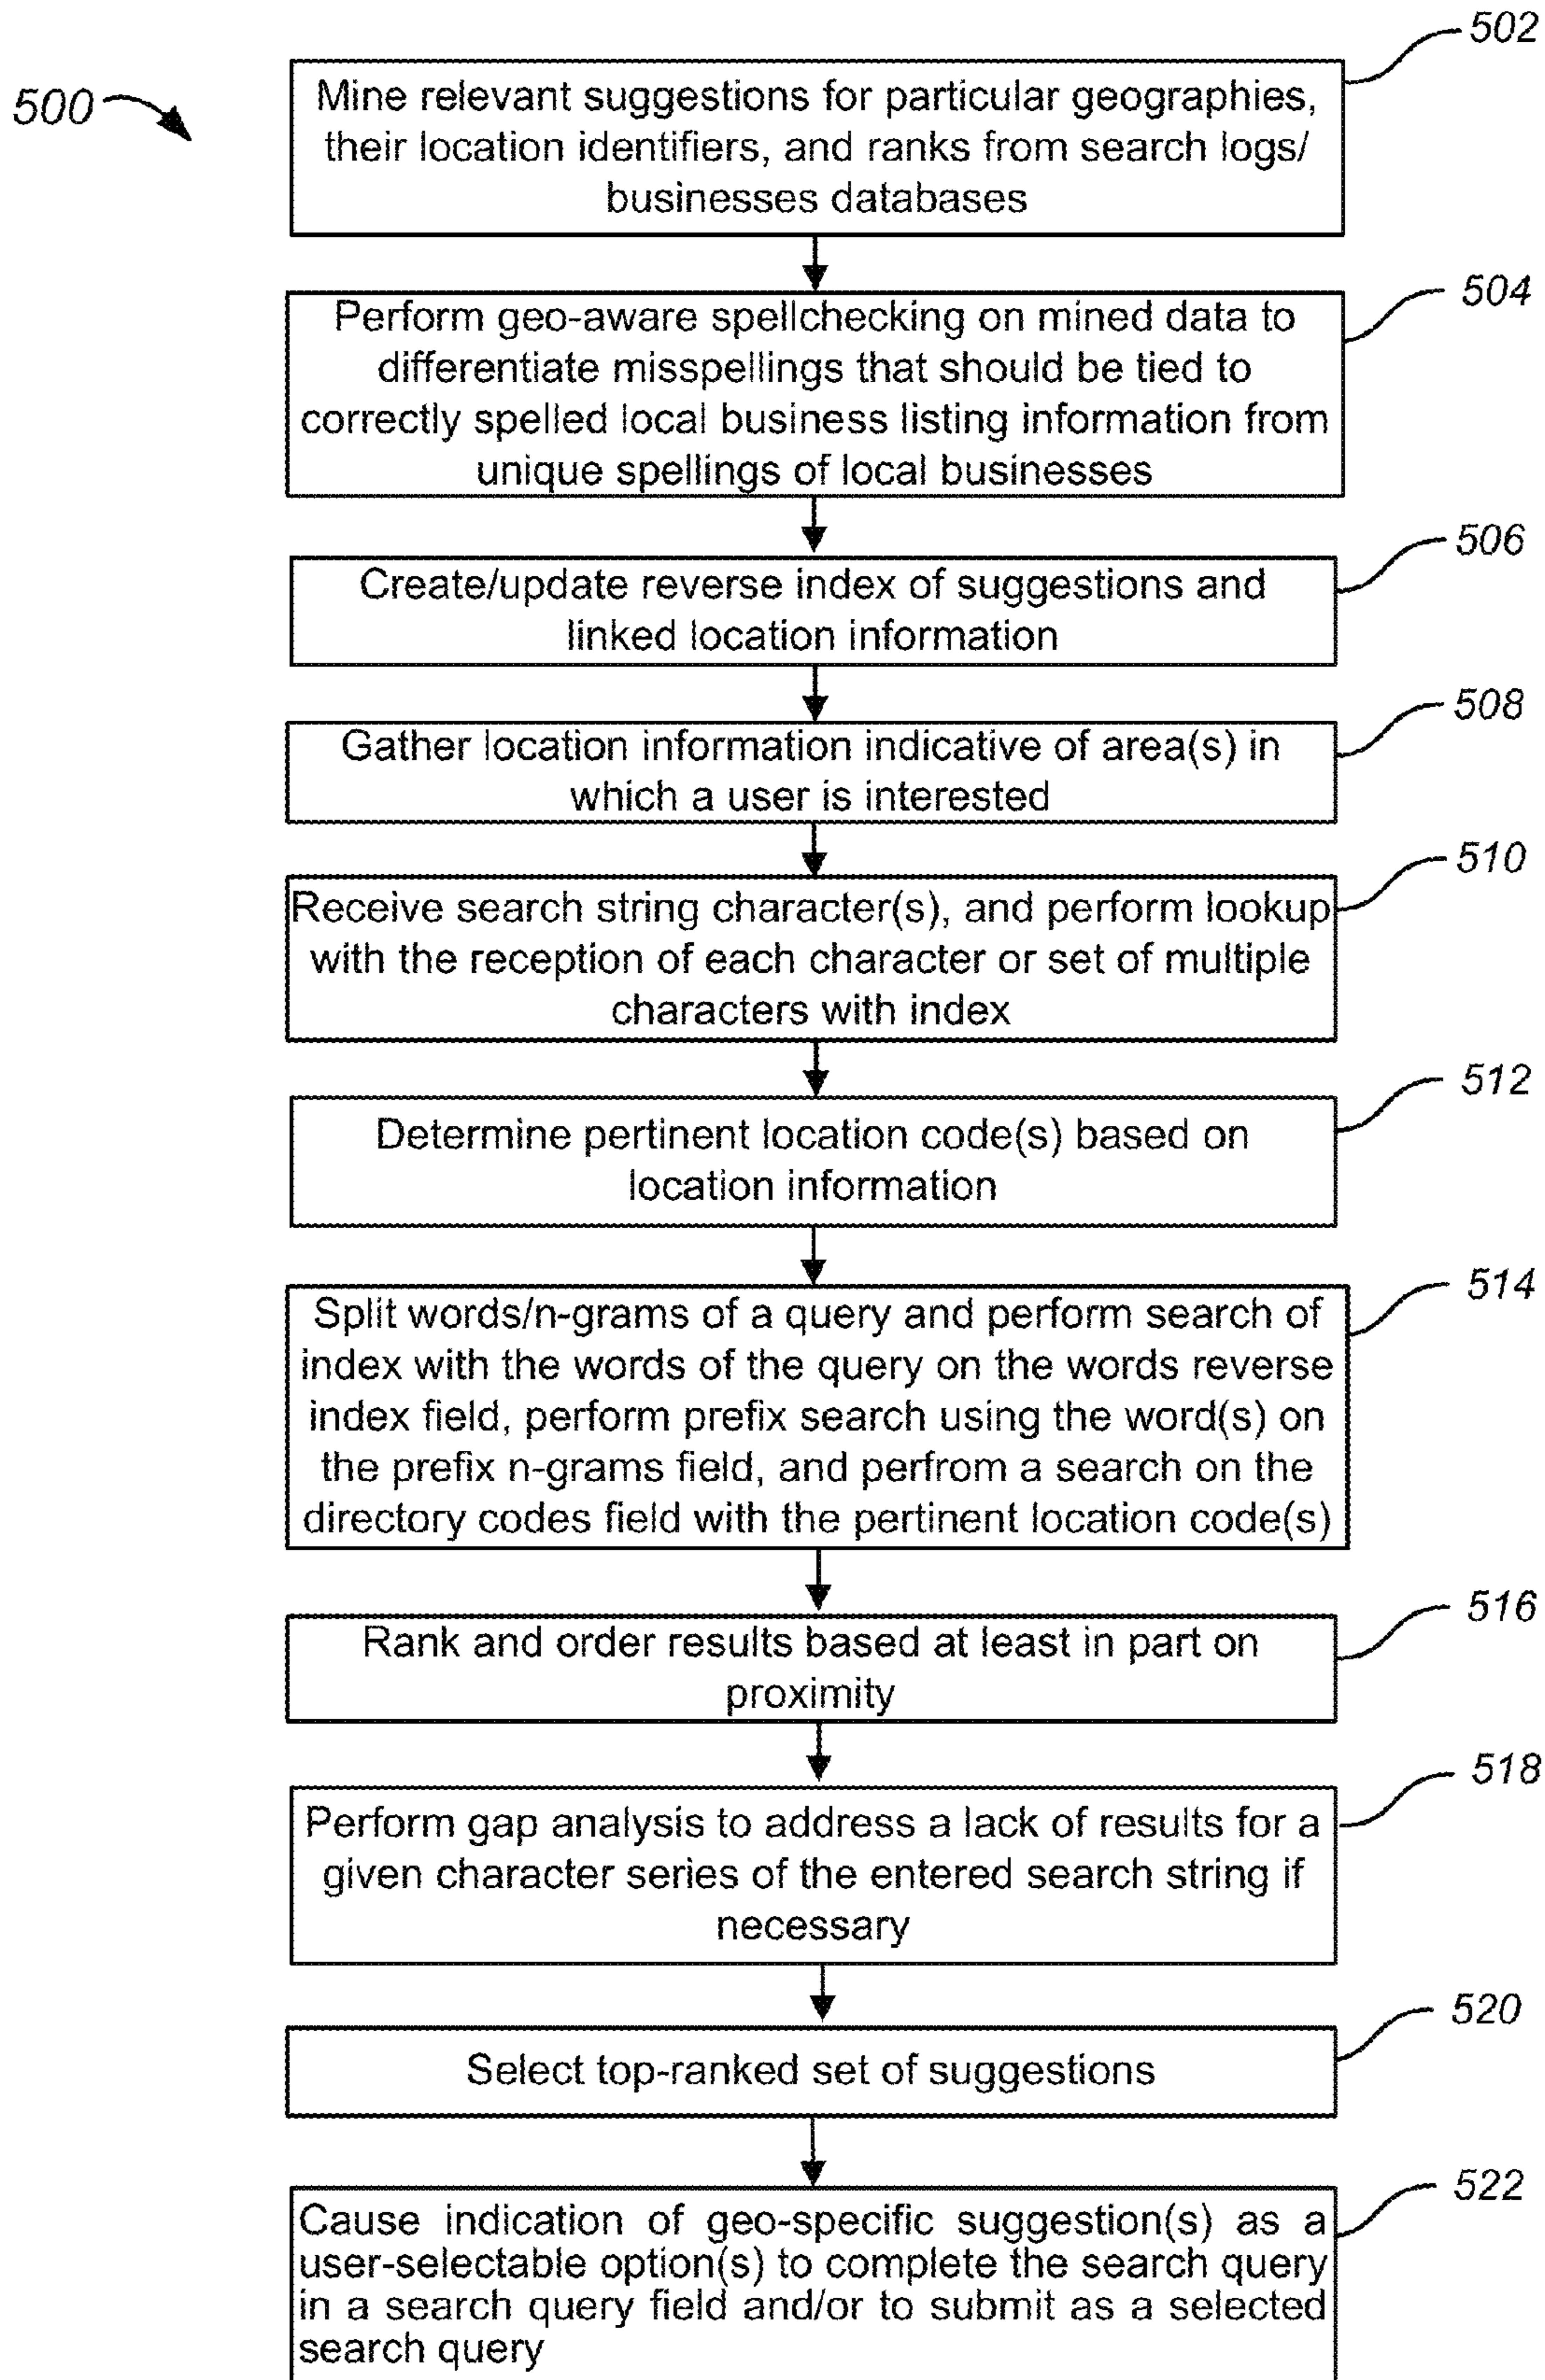 500
502
Mine relevant suggestions for particular geographies,
their location identifiers, and ranks from search logs/
businesses databases
504
Perform geo-aware spellchecking on mined data to
differentiate misspellings that should be tied to
correctly spelled local business listing information from
unique spellings of local businesses
506
Create/update reverse index of suggestions and
linked location information
508
Gather location information indicative of area(s) in
which a user is interested
510
Receive search string character(s), and perform lookup
with the reception of each character or set of multiple
characters with index
512
Determine pertinent location code(s) based on
location information
514
Split words/n-grams of a query and perform search of
index with the words of the query on the words reverse
index field, perform prefix search using the word(s) on
the prefix n-grams field, and perfrom a search on the
directory codes field with the pertinent location code(s)
516
Rank and order results based at least in part on
proximity
518
Perform gap analysis to address a lack of results for a
given character series of the entered search string if
necessary
520
Select top-ranked set of suggestions
522
Cause indication of geo-specific suggestion(s) as a
user-selectable option(s) to complete the search query
in a search query field and/or to submit as a selected
search query